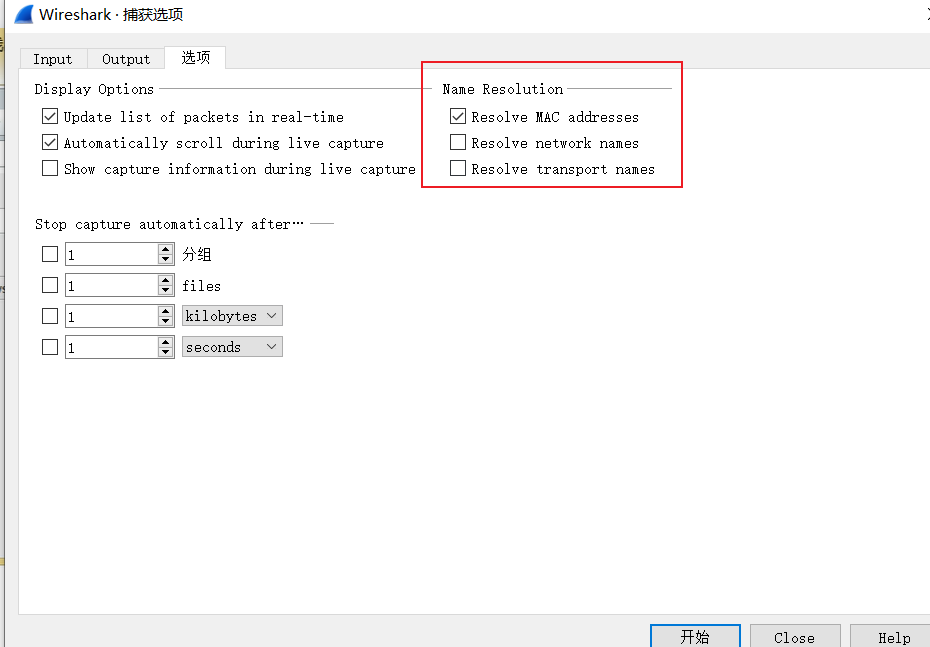 Wireshark · 捕获选项
Input Output 选项
Display Options
Update list of packets in real-time
Automatically scroll during live capture
Show capture information during live capture
Name Resolution
Resolve MAC addresses
Resolve network names
Resolve transport names
Stop capture automatically after…
1 分组
1 files
1 kilobytes
1 seconds
开始 Close Help